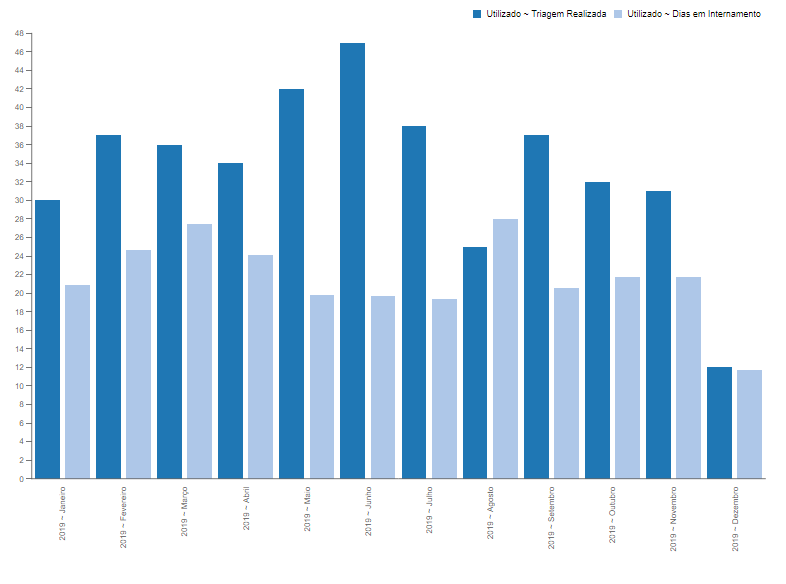 Utilizado ~ Triagem Realizada
Utilizado ~ Dias em Internamento
48
46
44
42
40
38
36
34
32
30
28
26
24
22
20
18
16
14
12
10
8
6
4
2
0
2019 ~ Janeiro
2019 ~ Fevereiro
2019 ~ Março
2019 ~ Abril
2019 ~ Maio
2019 ~ Junho
2019 ~ Julho
2019 ~ Agosto
2019 ~ Setembro
2019 ~ Outubro
2019 ~ Novembro
2019 ~ Dezembro